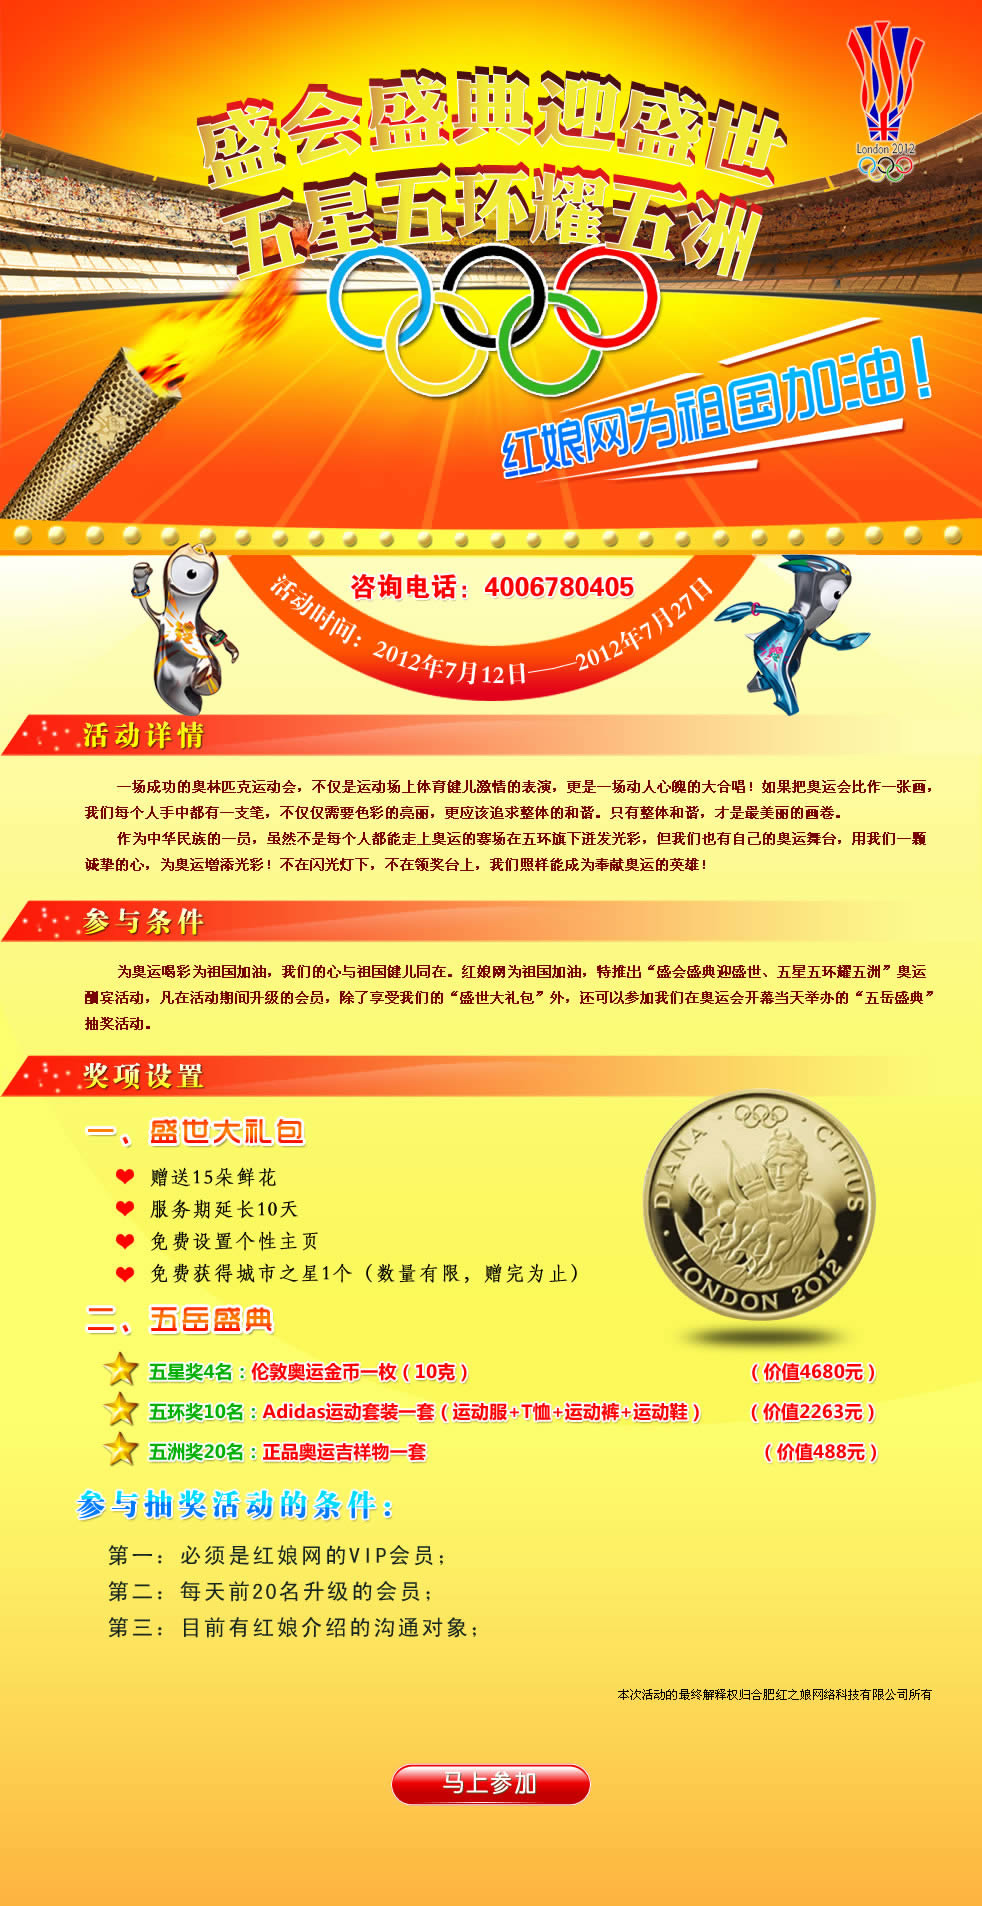 盛会盛典迎盛世
五星五环耀五洲
London 2012
红娘网为祖国加油！
咨询电话：4006780405
活动时间：2012年7月12日——2012年7月27日
活动详情
一场成功的奥林匹克运动会，不仅是运动场上体育健儿激情的表演，更是一场动人心魄的大合唱！如果把奥运会比作一张画，
我们每个人手中都有一支笔，不仅仅需要色彩的亮丽，更应该追求整体的和谐。只有整体和谐，才是最美丽的画卷。
作为中华民族的一员，虽然不是每个人都能走上奥运的赛场在五环旗下迸发光彩，但我们也有自己的奥运舞台，用我们一颗
诚挚的心，为奥运增添光彩！不在闪光灯下，不在领奖台上，我们照样能成为奉献奥运的英雄！
参与条件
为奥运喝彩为祖国加油，我们的心与祖国健儿同在。红娘网为祖国加油，特推出“盛会盛典迎盛世、五星五环耀五洲”奥运
酬宾活动，凡在活动期间升级的会员，除了享受我们的“盛世大礼包”外，还可以参加我们在奥运会开幕当天举办的“五岳盛典”
抽奖活动。
奖项设置
一、盛世大礼包
赠送15朵鲜花
服务期延长10天
免费设置个性主页
免费获得城市之星1个（数量有限，赠完为止）
DIANA · CITIUS
LONDON 2012
二、五岳盛典
五星奖4名：伦敦奥运金币一枚（10克） （价值4680元）
五环奖10名：Adidas运动套装一套（运动服+T恤+运动裤+运动鞋） （价值2263元）
五洲奖20名：正品奥运吉祥物一套 （价值488元）
参与抽奖活动的条件：
第一：必须是红娘网的VIP会员；
第二：每天前20名升级的会员；
第三：目前有红娘介绍的沟通对象；
本次活动的最终解释权归合肥红之娘网络科技有限公司所有
马上参加